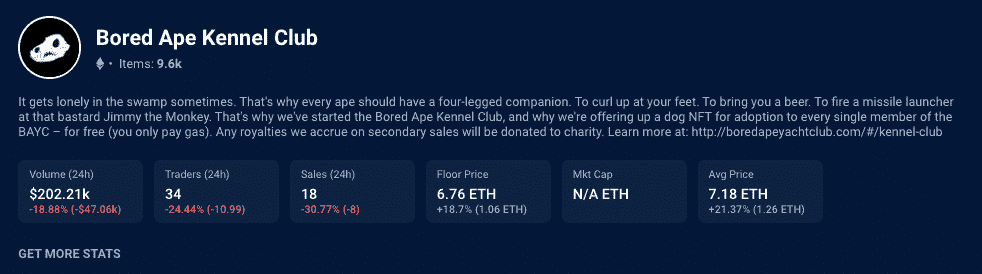 Bored Ape Kennel Club
• Items: 9.6k
It gets lonely in the swamp sometimes. That's why every ape should have a four-legged companion. To curl up at your feet. To bring you a beer. To fire a missile launcher
at that bastard Jimmy the Monkey. That's why we've started the Bored Ape Kennel Club, and why we're offering up a dog NFT for adoption to every single member of the
BAYC – for free (you only pay gas). Any royalties we accrue on secondary sales will be donated to charity. Learn more at: http://boredapeyachtclub.com/#/kennel-club
Volume (24h)
$202.21k
-18.88% (-$47.06k)
Traders (24h)
34
-24.44% (-10.99)
Sales (24h)
18
-30.77% (-8)
Floor Price
6.76 ETH
+18.7% (1.06 ETH)
Mkt Cap
N/A ETH
Avg Price
7.18 ETH
+21.37% (1.26 ETH)
GET MORE STATS